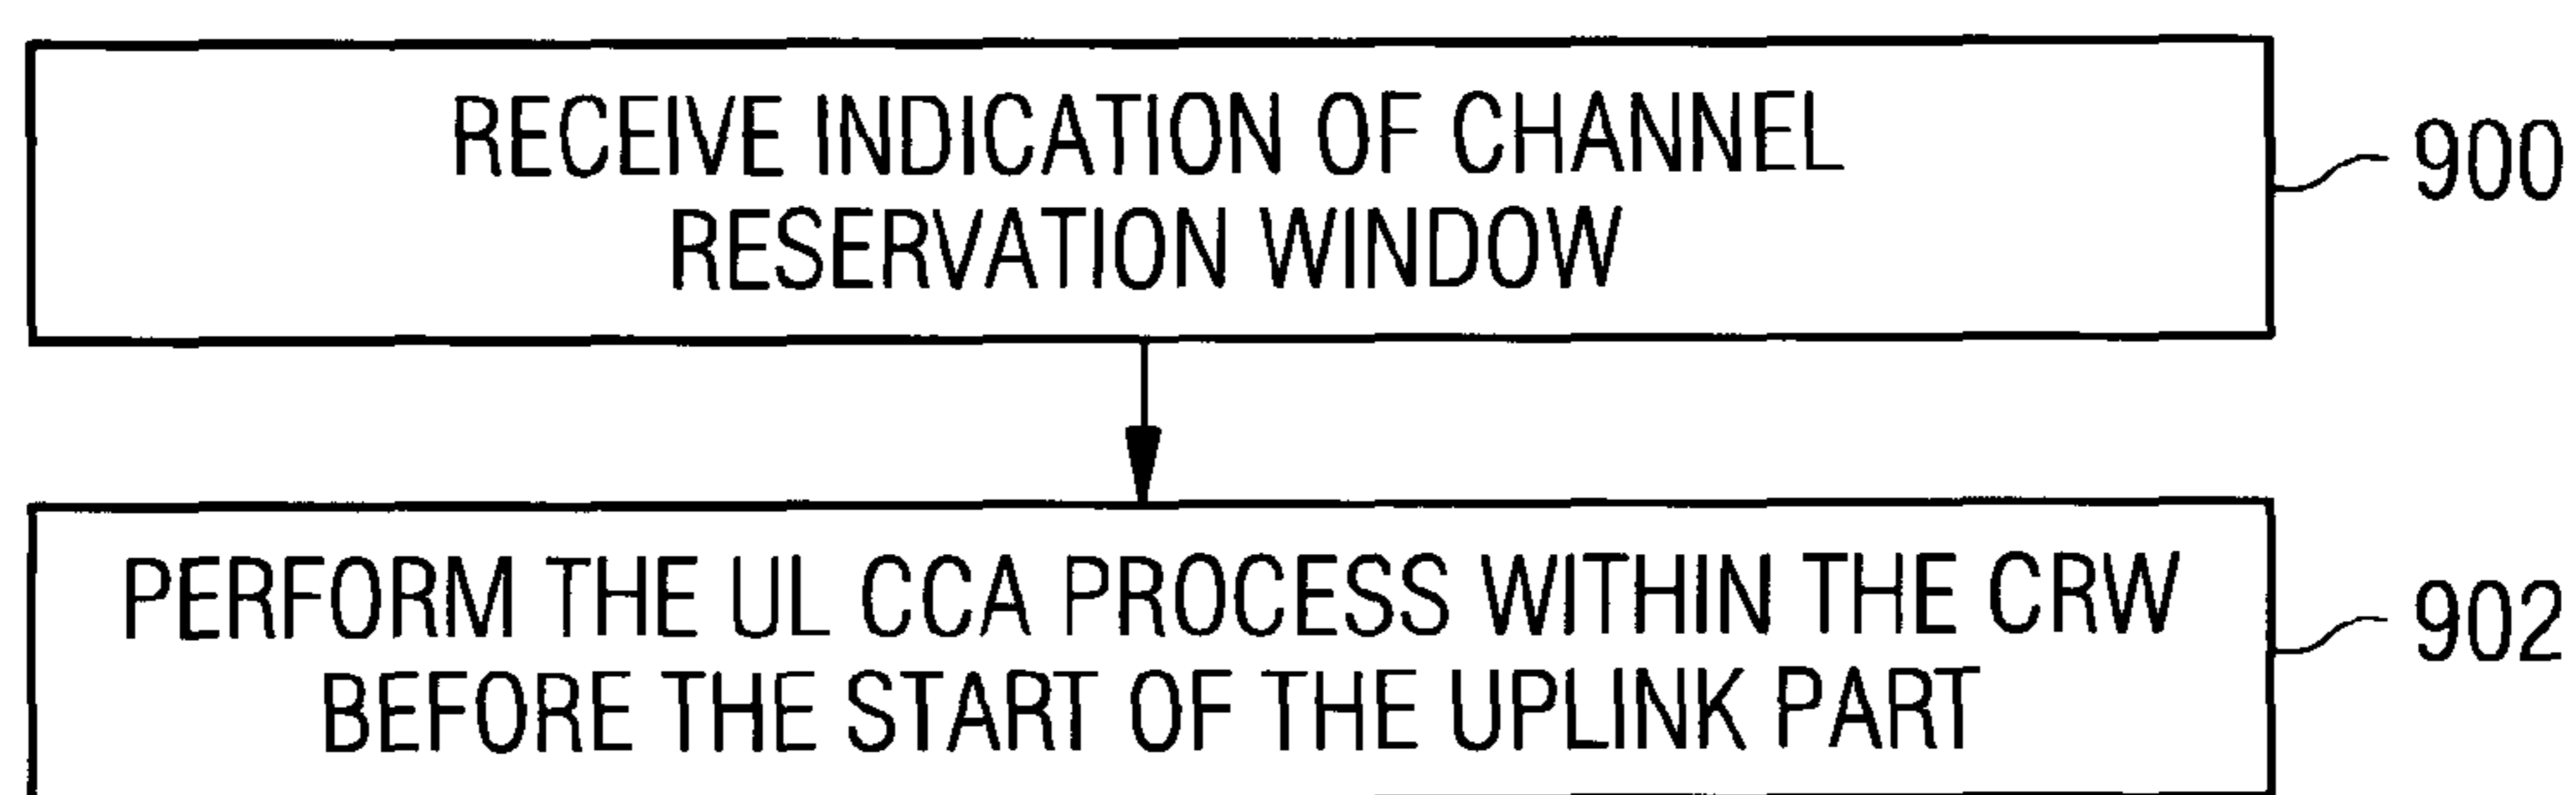 RECEIVE INDICATION OF CHANNEL
RESERVATION WINDOW
900
PERFORM THE UL CCA PROCESS WITHIN THE CRW
BEFORE THE START OF THE UPLINK PART
902